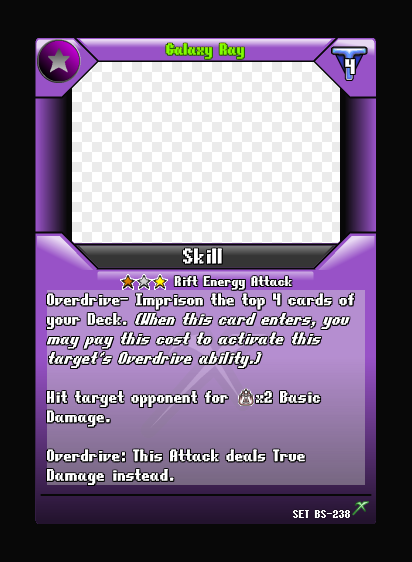 Galaxy Ray
4
Skill
Rift Energy Attack
Overdrive- Imprison the top 4 cards of
your Deck. (When this card enters, you
may pay this cost to activate this
target's Overdrive ability.)
Hit target opponent for x2 Basic
Damage.
Overdrive: This Attack deals True
Damage instead.
SET BS-238